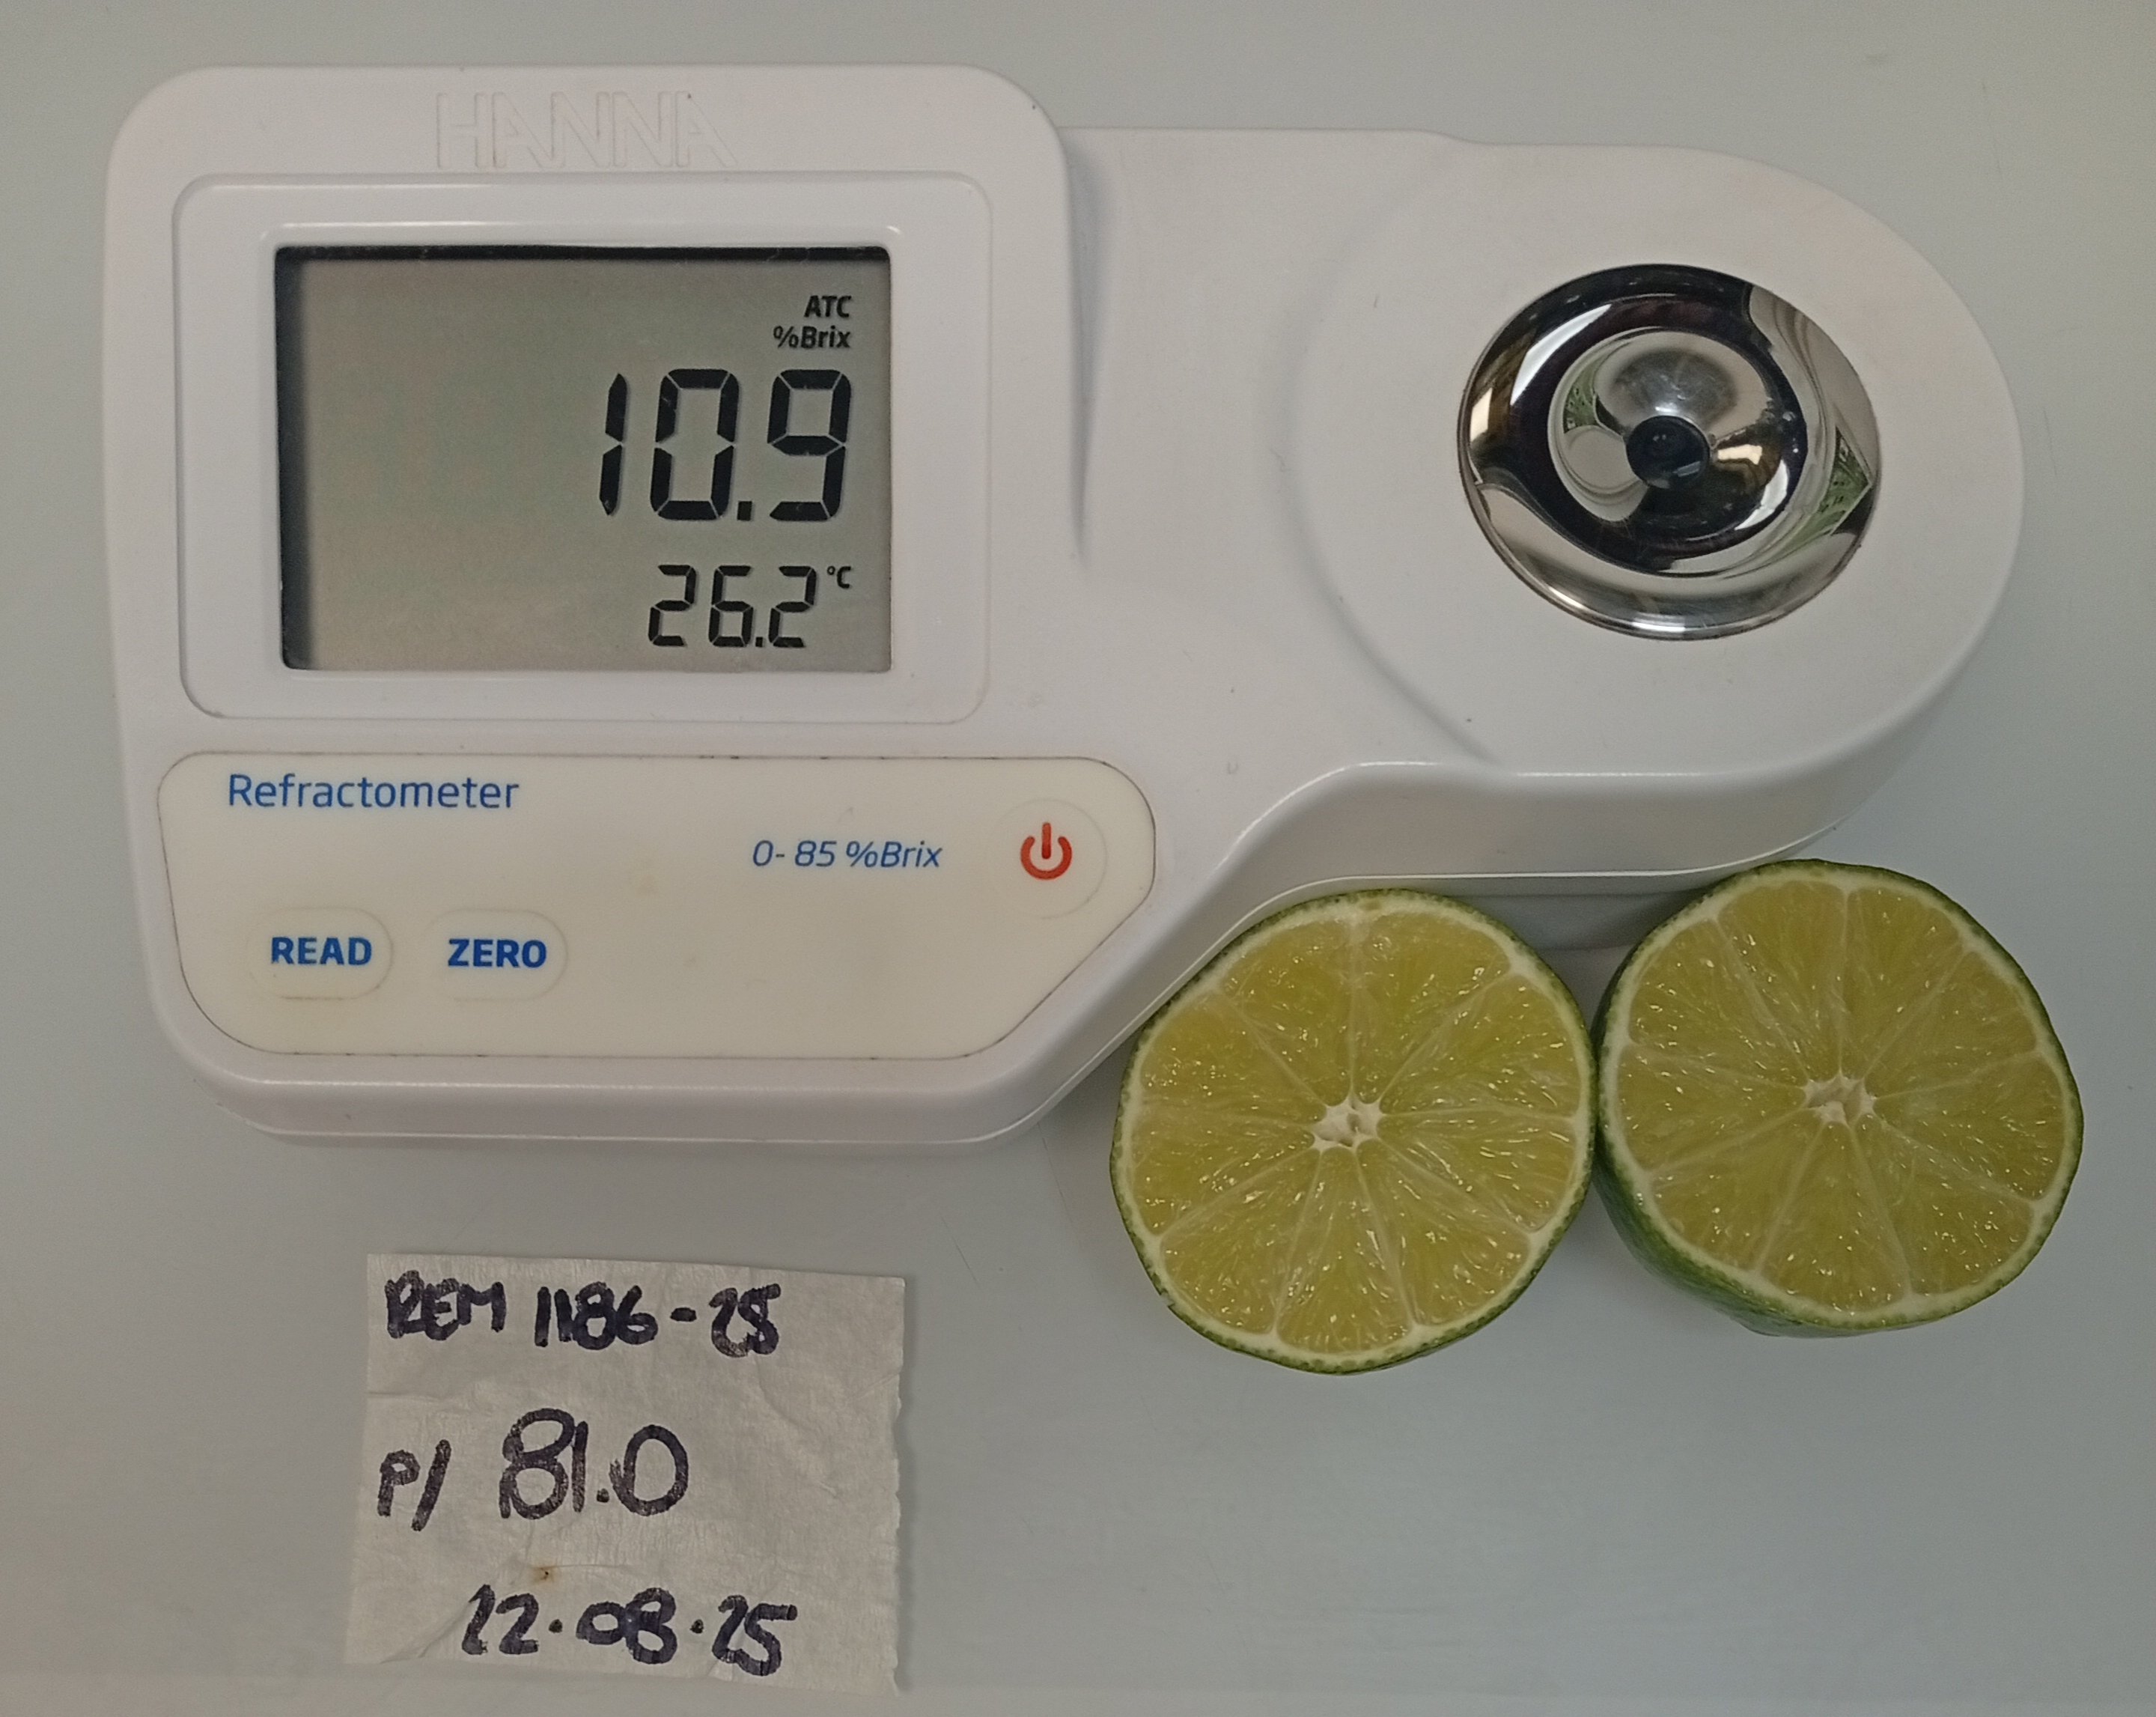 HANNA
ATC
%Brix
10.9
26.2 °C
Refractometer
0- 85 %Brix
READ ZERO
REM 1186-25
P/ 81.0
22.08.25